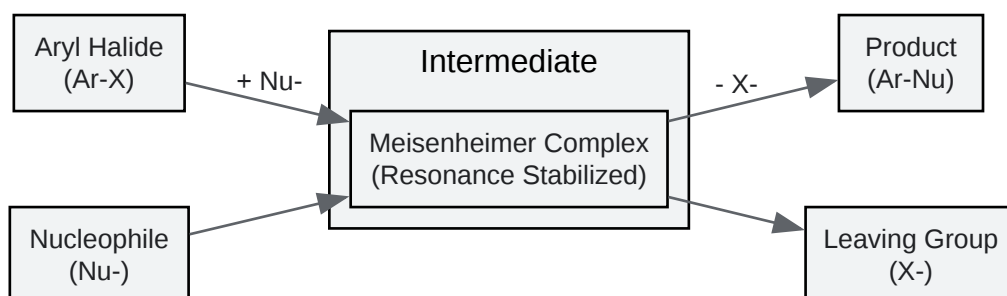 Aryl Halide
(Ar-X)
+ Nu-
Intermediate
Meisenheimer Complex
(Resonance Stabilized)
- X-
Product
(Ar-Nu)
Nucleophile
(Nu-)
Leaving Group
(X-)